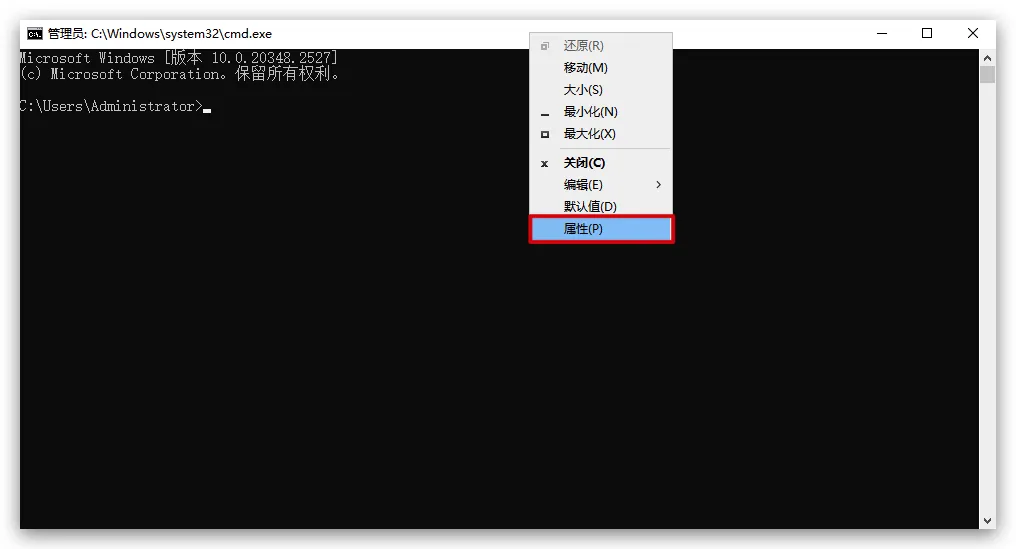 管理员: C:\Windows\system32\cmd.exe
Microsoft Windows [版本 10.0.20348.2527]
(c) Microsoft Corporation。保留所有权利。
C:\Users\Administrator>
还原(R)
移动(M)
大小(S)
最小化(N)
最大化(X)
关闭(C)
编辑(E)
默认值(D)
属性(P)